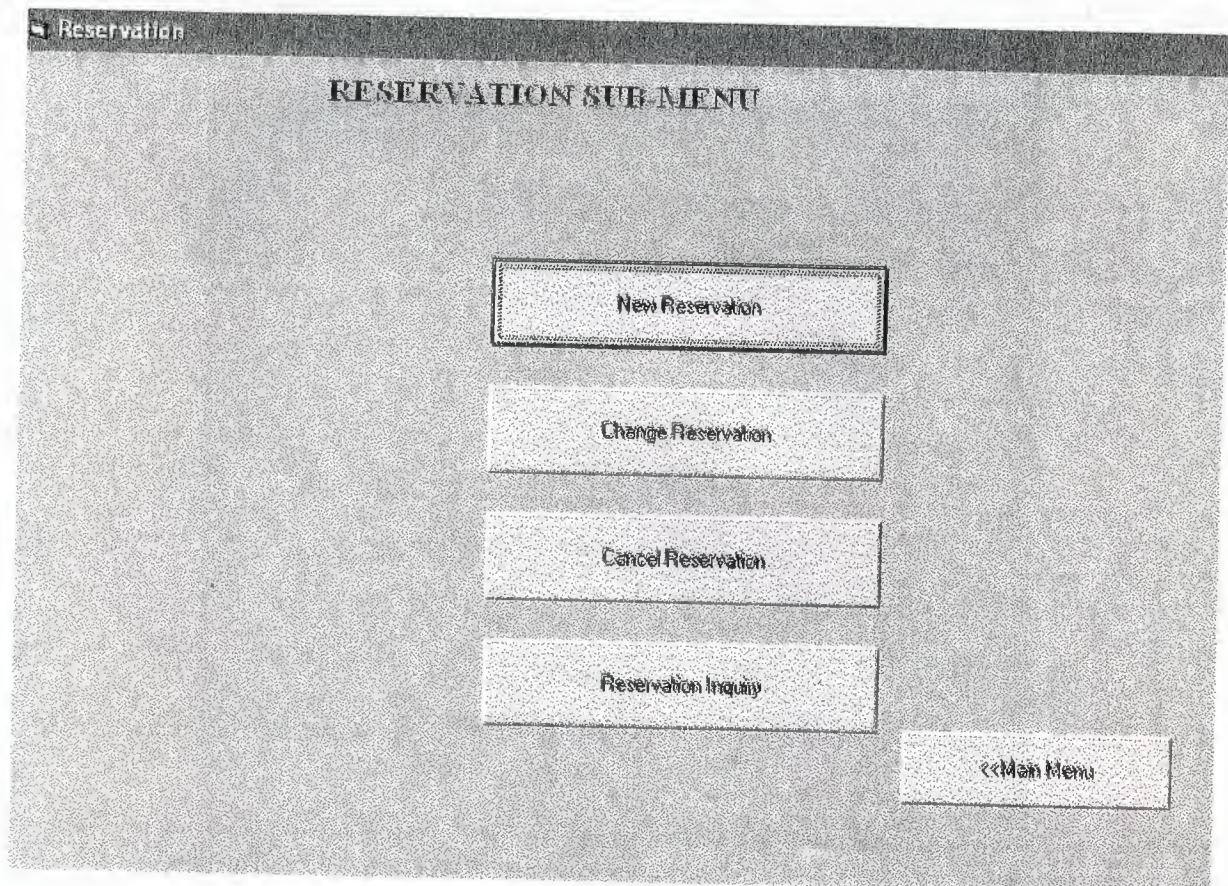 Reservation
RESERVATION SUB-MENU
New Reservation
Change Reservation
Cancel Reservation
Reservation Inquiry
<<Main Menu